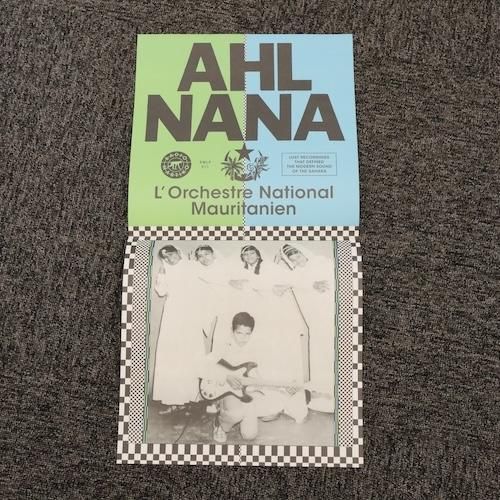 AHL
NANA
LOST RECORDINGS
THAT DEFINED
THE MODERN SOUND
OF THE SAHARA
L'Orchestre National
Mauritanien